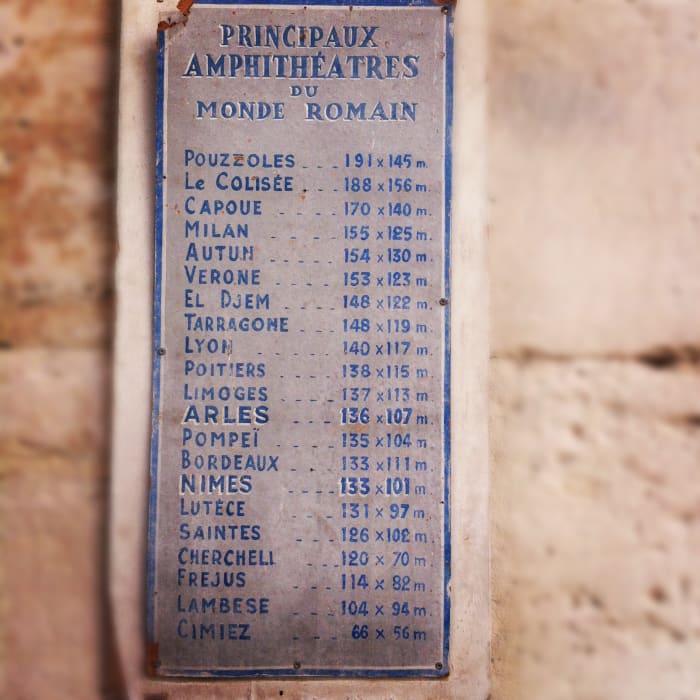 PRINCIPAUX
AMPHITHÉATRES
DU
MONDE ROMAIN
POUZZOLES _ _ _ 191 x 145 m.
LE COLISÉE _ _ _ 188 x 156 m.
CAPOUE _ _ _ _ 170 x 140 m.
MILAN _ _ _ _ 155 x 125 m.
AUTUN _ _ _ _ 154 x 130 m.
VERONE _ _ _ _ 153 x 123 m.
EL DJEM _ _ _ _ 148 x 122 m.
TARRAGONE _ _ _ 148 x 119 m.
LYON _ _ _ _ _ 140 x 117 m.
POITIERS _ _ _ _ 138 x 115 m.
LIMOGES _ _ _ _ 137 x 113 m.
ARLES _ _ _ 136 x 107 m.
POMPEÏ _ _ _ _ 135 x 104 m.
BORDEAUX _ _ _ 133 x 111 m.
NIMES _ _ _ _ 133 x 101 m.
LUTÈCE _ _ _ 131 x 97 m.
SAINTES _ _ _ 126 x 102 m.
CHERCHELL _ _ _ 120 x 70 m.
FREJUS _ _ _ 114 x 82 m.
LAMBESE _ _ _ 104 x 94 m.
CIMIEZ _ _ _ 66 x 56 m